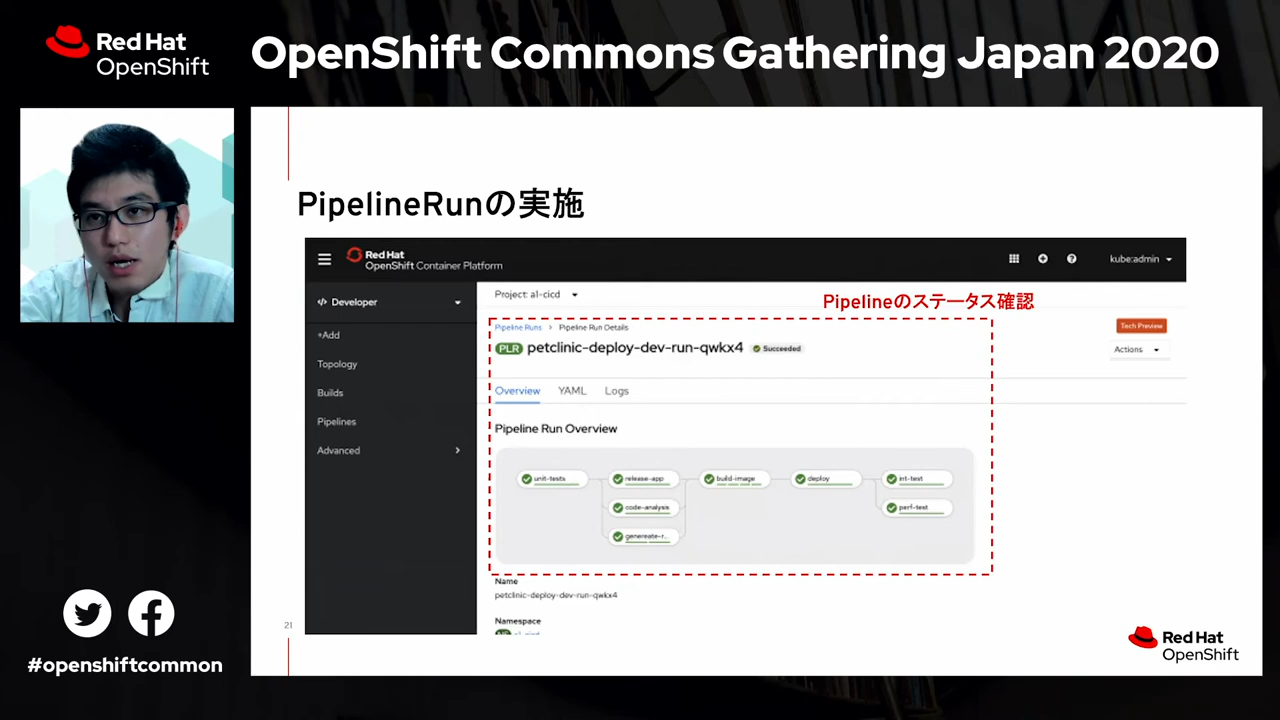 Red Hat
OpenShift
OpenShift Commons Gathering Japan 2020
PipelineRunの実施
Red Hat
OpenShift Container Platform
kube:admin
Developer
Project: al-cicd
Pipelineのステータス確認
+Add
Topology
Builds
Pipelines
Advanced
Pipeline Runs > Pipeline Run Details
Tech Preview
PLR petclinic-deploy-dev-run-qwkx4 Succeeded
Actions
Overview YAML Logs
Pipeline Run Overview
unit-tests release-app build-image deploy int-test
code-analysis perf-test
genereate-r...
Name
petclinic-deploy-dev-run-qwkx4
Namespace
21
#openshiftcommon
Red Hat
OpenShift